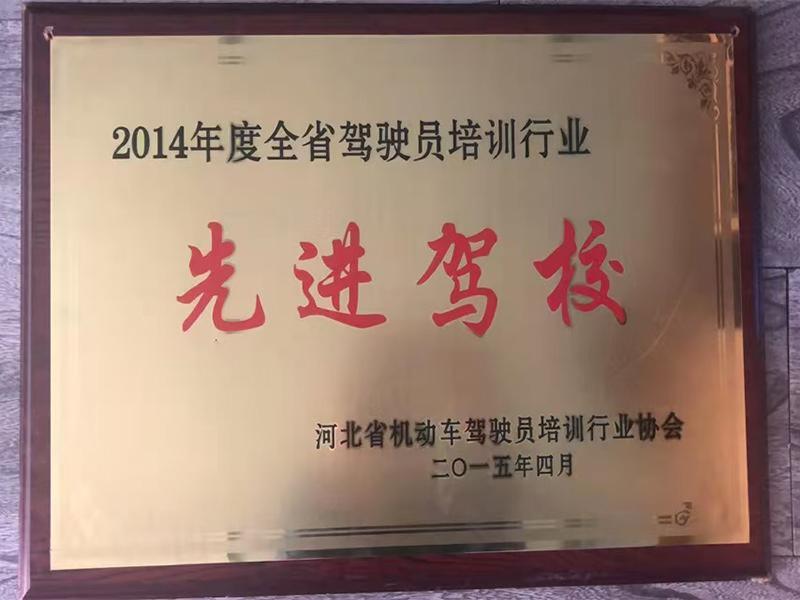 2014年度全省驾驶员培训行业
先进驾校
河北省机动车驾驶员培训行业协会
二〇一五年四月